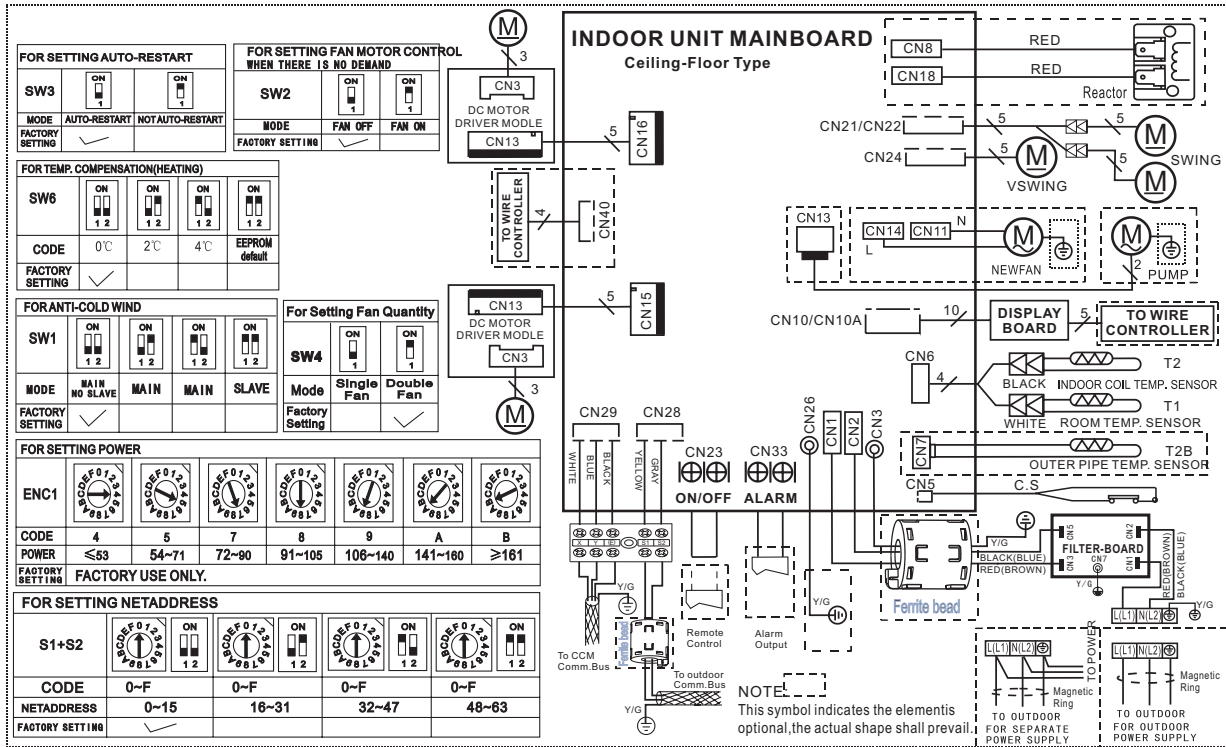 FOR SETTING AUTO-RESTART
SW3
ON
1
ON
1
MODE AUTO-RESTART NOT AUTO-RESTART
FACTORY
SETTING
FOR SETTING FAN MOTOR CONTROL
WHEN THERE IS NO DEMAND
SW2
ON
1
ON
1
MODE FAN OFF FAN ON
FACTORY SETTING
FOR TEMP. COMPENSATION(HEATING)
SW6
ON ON ON ON
1 2 1 2 1 2 1 2
CODE 0℃ 2℃ 4℃ EEPROM
default
FACTORY
SETTING
FOR ANTI-COLD WIND
SW1
ON ON ON ON
1 2 1 2 1 2 1 2
MODE MAIN
NO SLAVE MAIN MAIN SLAVE
FACTORY
SETTING
For Setting Fan Quantity
SW4
ON ON
1 1
Mode Single
Fan Double
Fan
Factory
Setting
FOR SETTING POWER
ENC1
CODE 4 5 7 8 9 A B
POWER ≤53 54~71 72~90 91~105 106~140 141~160 ≥161
FACTORY
SETTING FACTORY USE ONLY.
FOR SETTING NETADDRESS
S1+S2
ON ON ON ON
1 2 1 2 1 2 1 2
CODE 0~F 0~F 0~F 0~F
NETADDRESS 0~15 16~31 32~47 48~63
FACTORY SETTING
M
3
CN3
DC MOTOR
DRIVER MODLE
CN13
5
CN16
TO WIRE
CONTROLLER
4
CN40
CN13
5
CN15
DC MOTOR
DRIVER MODLE
CN3
3
M
INDOOR UNIT MAINBOARD
Ceiling-Floor Type
CN8 RED
CN18 RED
Reactor
CN21/CN22 5 5 M
SWING
CN24 5 M 5 M
VSWING
CN13
CN14 CN11 N
L
M
NEWFAN
M
2
PUMP
CN10/CN10A 10
DISPLAY
BOARD
5
TO WIRE
CONTROLLER
CN6
4
T2
BLACK INDOOR COIL TEMP. SENSOR
T1
WHITE ROOM TEMP. SENSOR
CN7
T2B
OUTER PIPE TEMP. SENSOR
CN5 C.S
CN29 CN28
WHITE
BLUE
BLACK
YELLOW
GRAY
X Y (E) S1 S2
CN23
ON/OFF
CN33
ALARM
CN26
CN1
CN2
CN3
To CCM
Comm.Bus
Y/G
Ferrite bead
To outdoor
Comm.Bus
Y/G
Remote
Control
Alarm
Output
Y/G
Ferrite bead
Y/G
BLACK(BLUE)
RED(BROWN)
CN5
CN3
CN2
CN1
FILTER-BOARD
CN7
Y/G
RED(BROWN)
BLACK(BLUE)
Y/G
L(L1) N(L2)
NOTE:
This symbol indicates the elementis
optional,the actual shape shall prevail.
L(L1) N(L2)
TO POWER
Magnetic
Ring
TO OUTDOOR
FOR SEPARATE
POWER SUPPLY
L(L1) N(L2)
Magnetic
Ring
TO OUTDOOR
FOR OUTDOOR
POWER SUPPLY